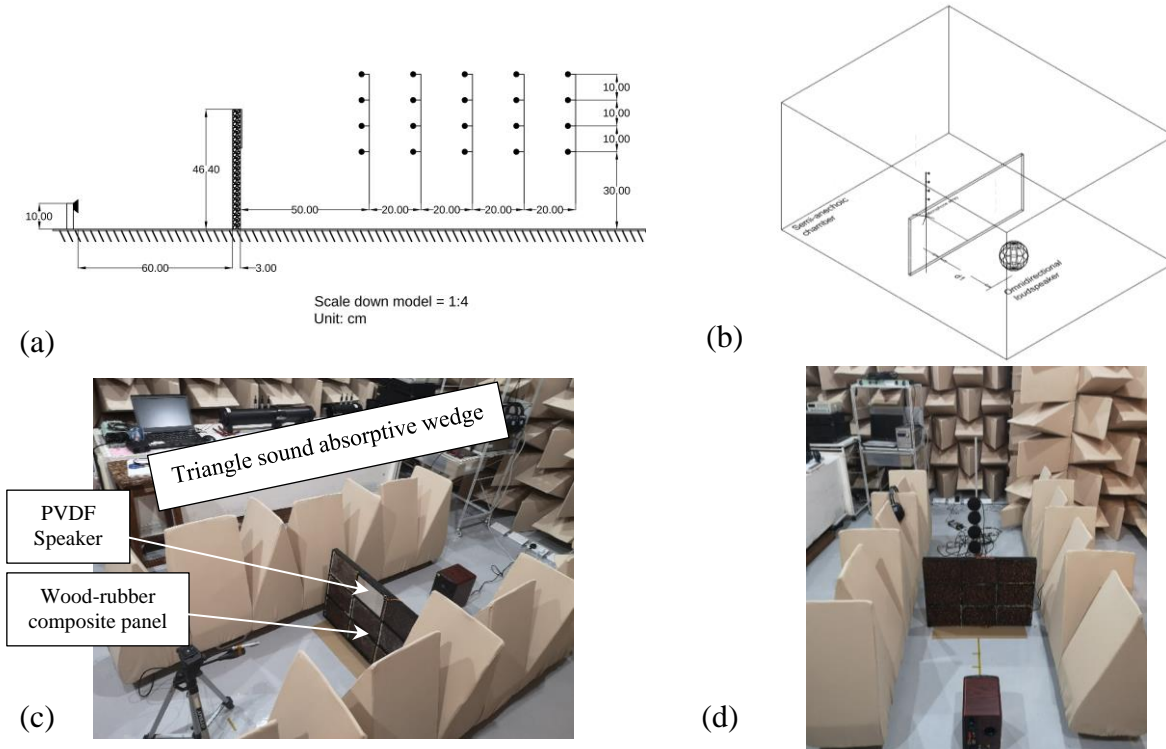 10.00
10.00
10.00
46.40
30.00
10.00
50.00
20.00
20.00
20.00
20.00
60.00
3.00
Scale down model = 1:4
Unit: cm
(a)
Semi-anechoic
chamber
Omnidirectional
loudspeaker
(b)
Triangle sound absorptive wedge
PVDF
Speaker
Wood-rubber
composite panel
(c)
(d)